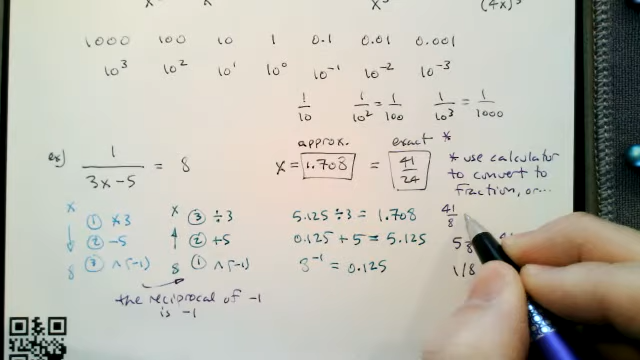 x x³ (4x)³
1000 100 10 1 0.1 0.01 0.001
10³ 10² 10¹ 10⁰ 10⁻¹ 10⁻² 10⁻³
1/10 1/10² = 1/100 1/10³ = 1/1000
approx. exact *
ex) 1/(3x-5) = 8 x = 1.708 = 41/24
* use calculator
to convert to
fraction, or...
x ① *3 x ③ ÷3 5.125 ÷ 3 = 1.708 41/8
↓ ② -5 ↑ ② +5 0.125 + 5 = 5.125 5
8 ③ ^(-1) 8 ① ^(-1) 8⁻¹ = 0.125 1/8
the reciprocal of -1
is -1